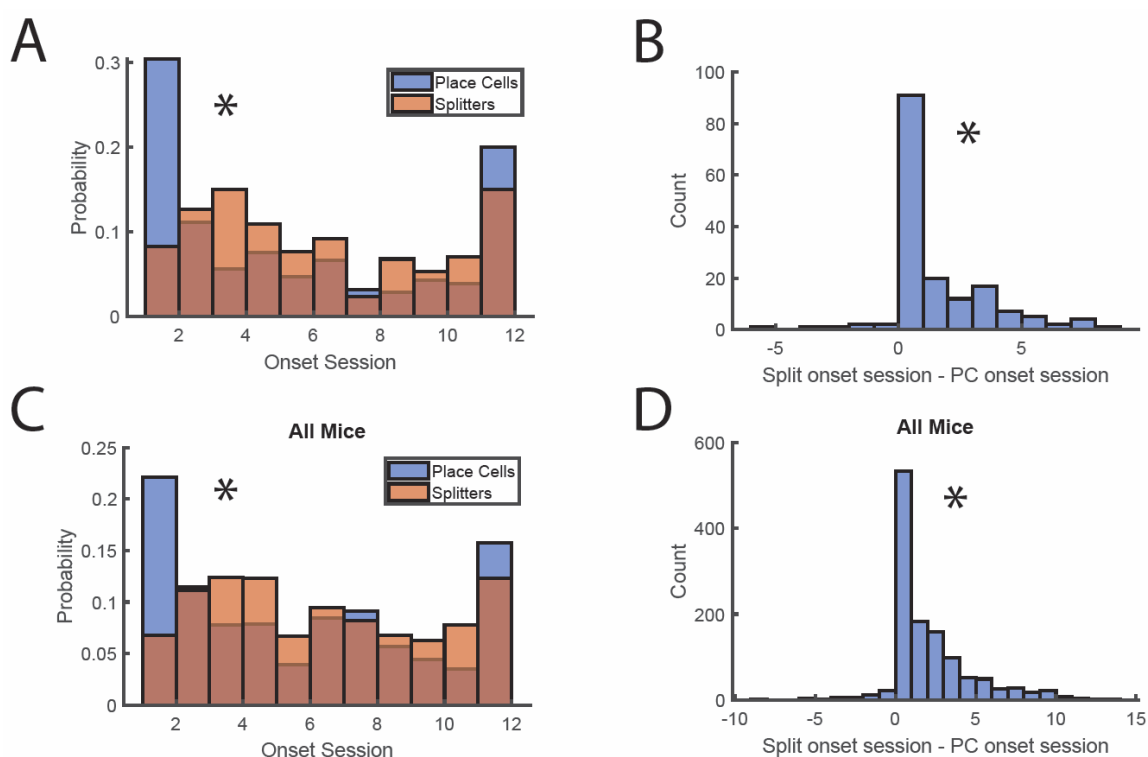 A
0.3
0.2
0.1
0
Probability
Place Cells
Splitters
*
2 4 6 8 10 12
Onset Session
B
100
80
60
40
20
0
Count
*
-5 0 5
Split onset session - PC onset session
C
All Mice
0.25
0.2
0.15
0.1
0.05
0
Probability
Place Cells
Splitters
*
2 4 6 8 10 12
Onset Session
D
All Mice
600
400
200
0
Count
*
-10 -5 0 5 10 15
Split onset session - PC onset session